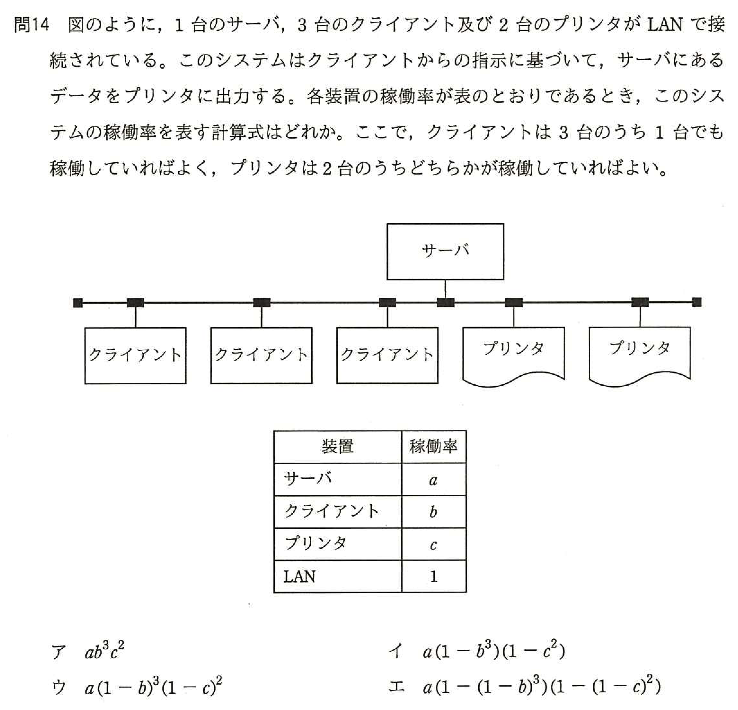 問14 図のように，1 台のサーバ，3 台のクライアント及び 2 台のプリンタが LAN で接
続されている。このシステムはクライアントからの指示に基づいて，サーバにある
データをプリンタに出力する。各装置の稼働率が表のとおりであるとき，このシス
テムの稼働率を表す計算式はどれか。ここで，クライアントは 3 台のうち 1 台でも
稼働していればよく，プリンタは 2 台のうちどちらかが稼働していればよい。
サーバ
クライアント クライアント クライアント プリンタ プリンタ
装置 稼働率
サーバ a
クライアント b
プリンタ c
LAN 1
ア ab³c² イ a(1 − b³)(1 − c²)
ウ a(1 − b)³(1 − c)² エ a(1 − (1 − b)³)(1 − (1 − c)²)